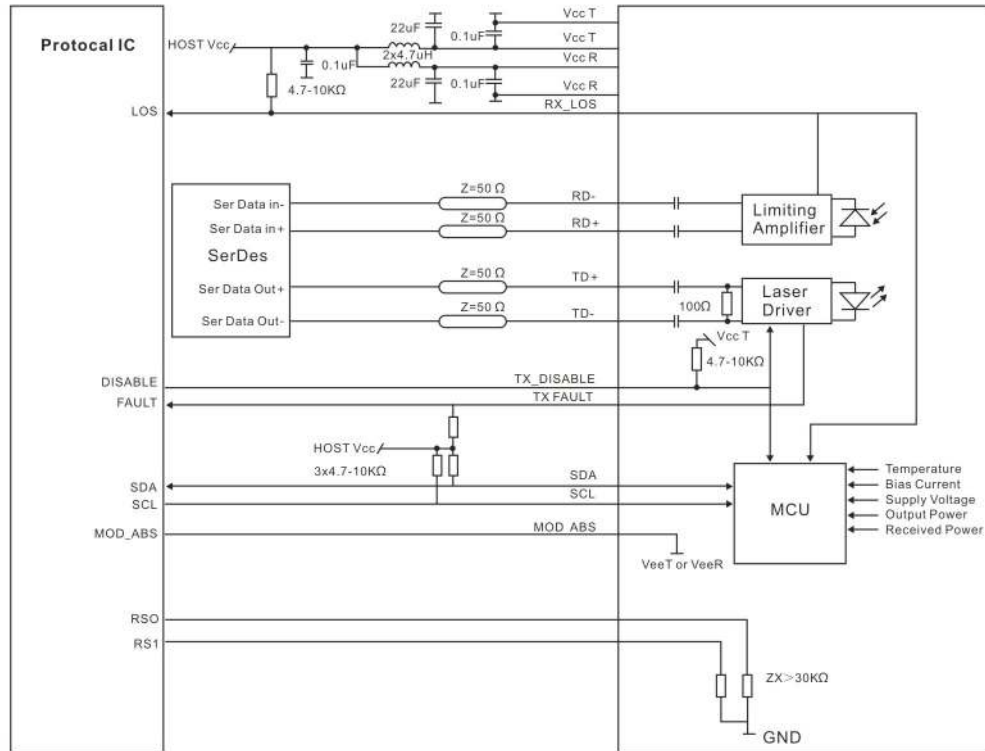 Protocal IC
HOST Vcc
22uF
0.1uF
Vcc T
Vcc T
0.1uF
2x4.7uH
Vcc R
4.7-10KΩ
22uF
0.1uF
Vcc R
LOS
RX_LOS
Ser Data in-
Z=50 Ω
RD-
Ser Data in+
Z=50 Ω
RD+
Limiting
Amplifier
SerDes
Ser Data Out+
Z=50 Ω
TD+
Ser Data Out-
Z=50 Ω
TD-
100Ω
Laser
Driver
Vcc T
4.7-10KΩ
DISABLE
TX_DISABLE
FAULT
TX FAULT
HOST Vcc
3x4.7-10KΩ
SDA
SDA
SCL
SCL
MCU
Temperature
Bias Current
Supply Voltage
Output Power
Received Power
MOD_ABS
MOD ABS
VeeT or VeeR
RSO
RS1
ZX>30KΩ
GND